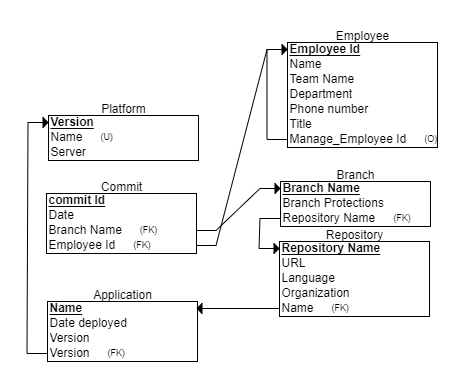 Employee
Employee Id
Name
Team Name
Department
Phone number
Title
Manage_Employee Id (O)
Platform
Version
Name (U)
Server
Commit
commit Id
Date
Branch Name (FK)
Employee Id (FK)
Branch
Branch Name
Branch Protections
Repository Name (FK)
Repository
Repository Name
URL
Language
Organization
Name (FK)
Application
Name
Date deployed
Version
Version (FK)